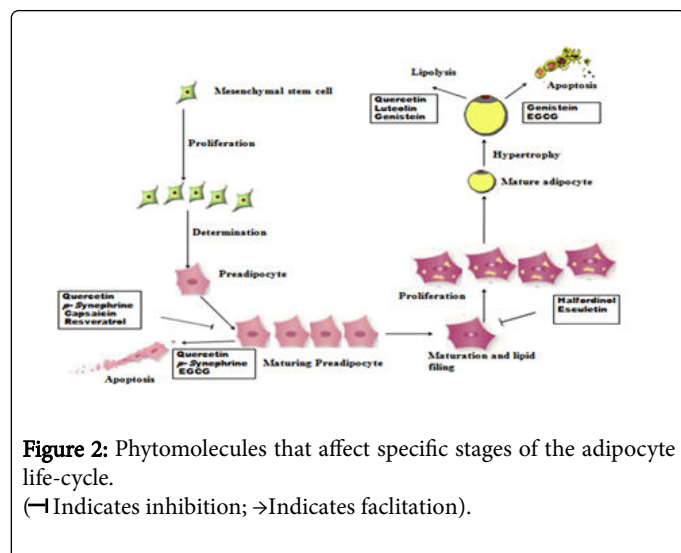 Mesenchymal stem cell
Proliferation
Determination
Preadipocyte
Quercetin
p-Synephrine
Capsaicin
Resveratrol
Apoptosis
Quercetin
p-Synephrine
EGCG
Maturing Preadipocyte
Maturation and lipid
filing
Halfordinol
Esculetin
Proliferation
Mature adipocyte
Hypertrophy
Lipolysis
Quercetin
Luteolin
Genistein
Apoptosis
Genistein
EGCG
Figure 2: Phytomolecules that affect specific stages of the adipocyte
life-cycle.
(⊣ Indicates inhibition; →Indicates faclitation).